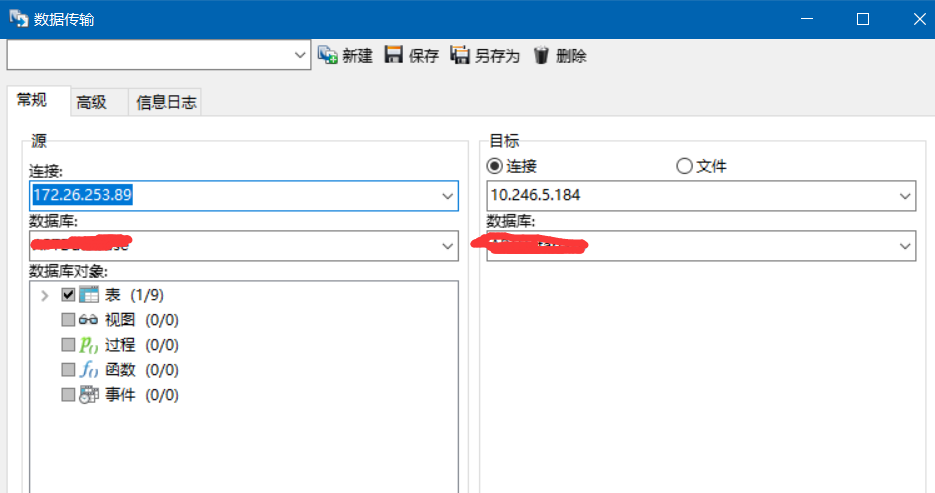 数据传输
新建 保存 另存为 删除
常规 高级 信息日志
源
连接:
172.26.253.89
数据库:
数据库对象:
表 (1/9)
视图 (0/0)
过程 (0/0)
函数 (0/0)
事件 (0/0)
目标
连接 文件
10.246.5.184
数据库: